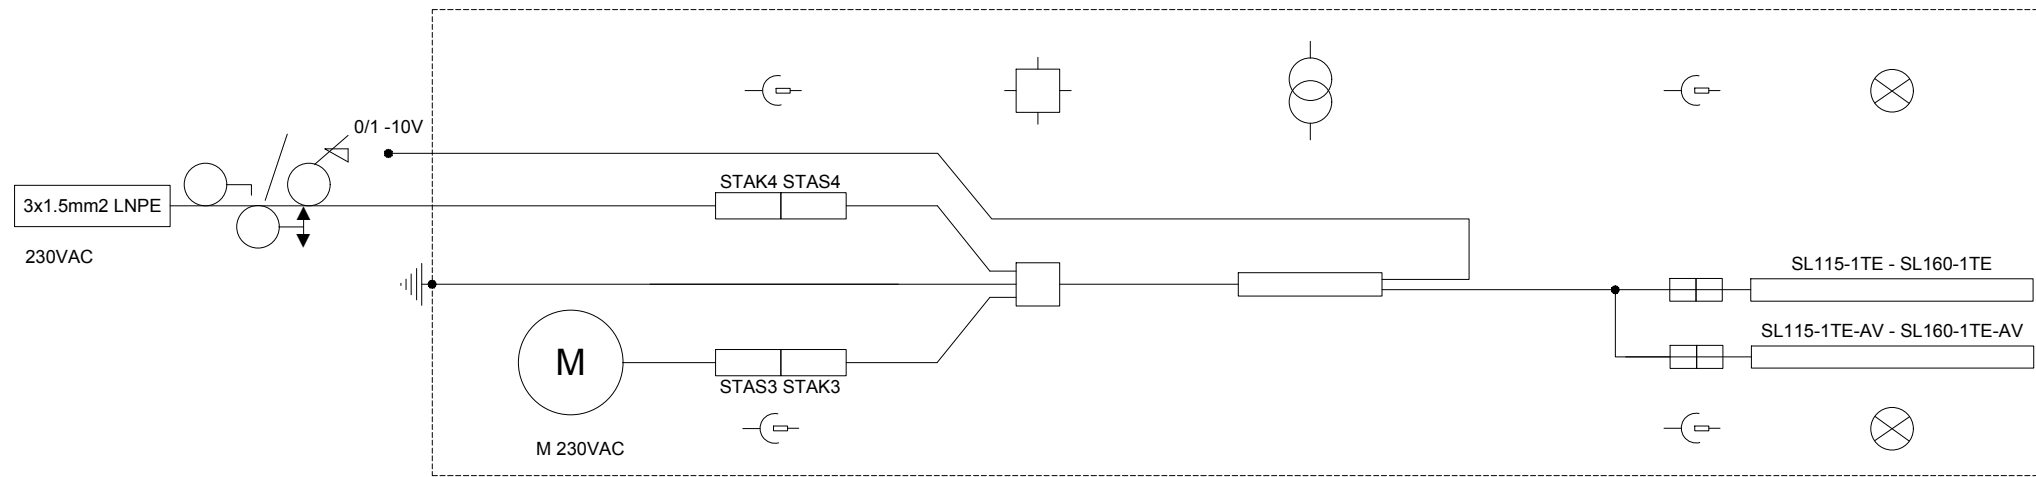 0/1 -10V
STAK4 STAS4
3x1.5mm2 LNPE
230VAC
SL115-1TE - SL160-1TE
SL115-1TE-AV - SL160-1TE-AV
M
STAS3 STAK3
M 230VAC